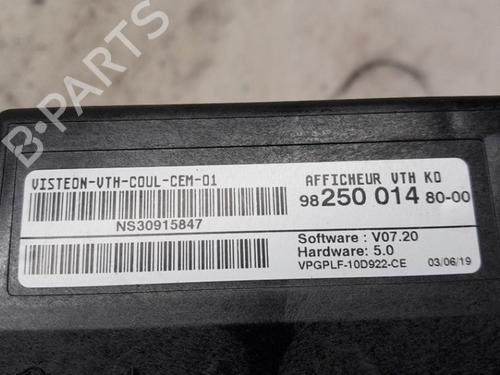 B-PARTS
VISTEON-VTH-COUL-CEM-01
AFFICHEUR VTH KO
NS30915847
98 250 014 80-00
Software : V07.20
Hardware: 5.0
VPGPLF-10D922-CE 03/06/19